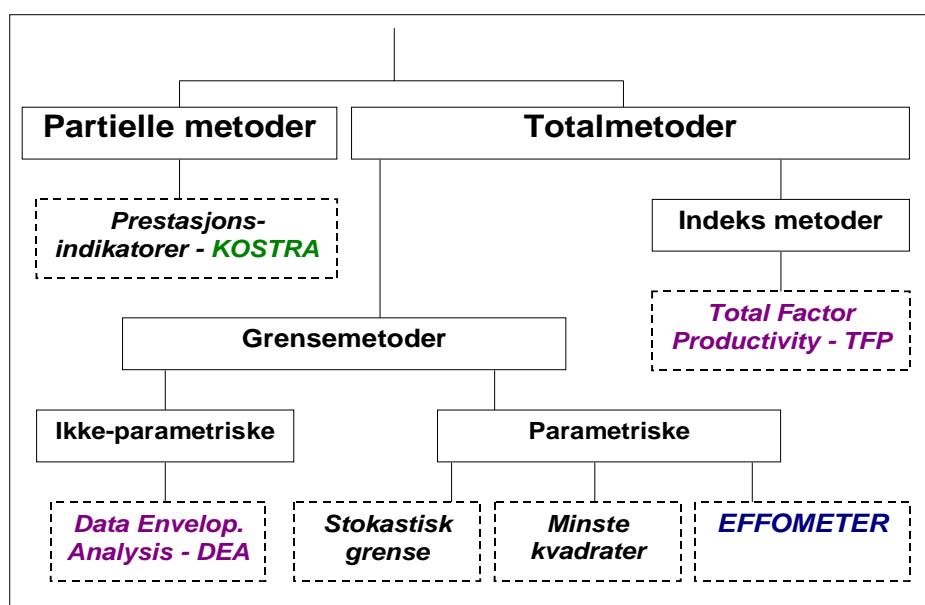 Partielle metoder
Totalmetoder
Prestasjons-
indikatorer - KOSTRA
Indeks metoder
Total Factor
Productivity - TFP
Grensemetoder
Ikke-parametriske
Parametriske
Data Envelop.
Analysis - DEA
Stokastisk
grense
Minste
kvadrater
EFFOMETER